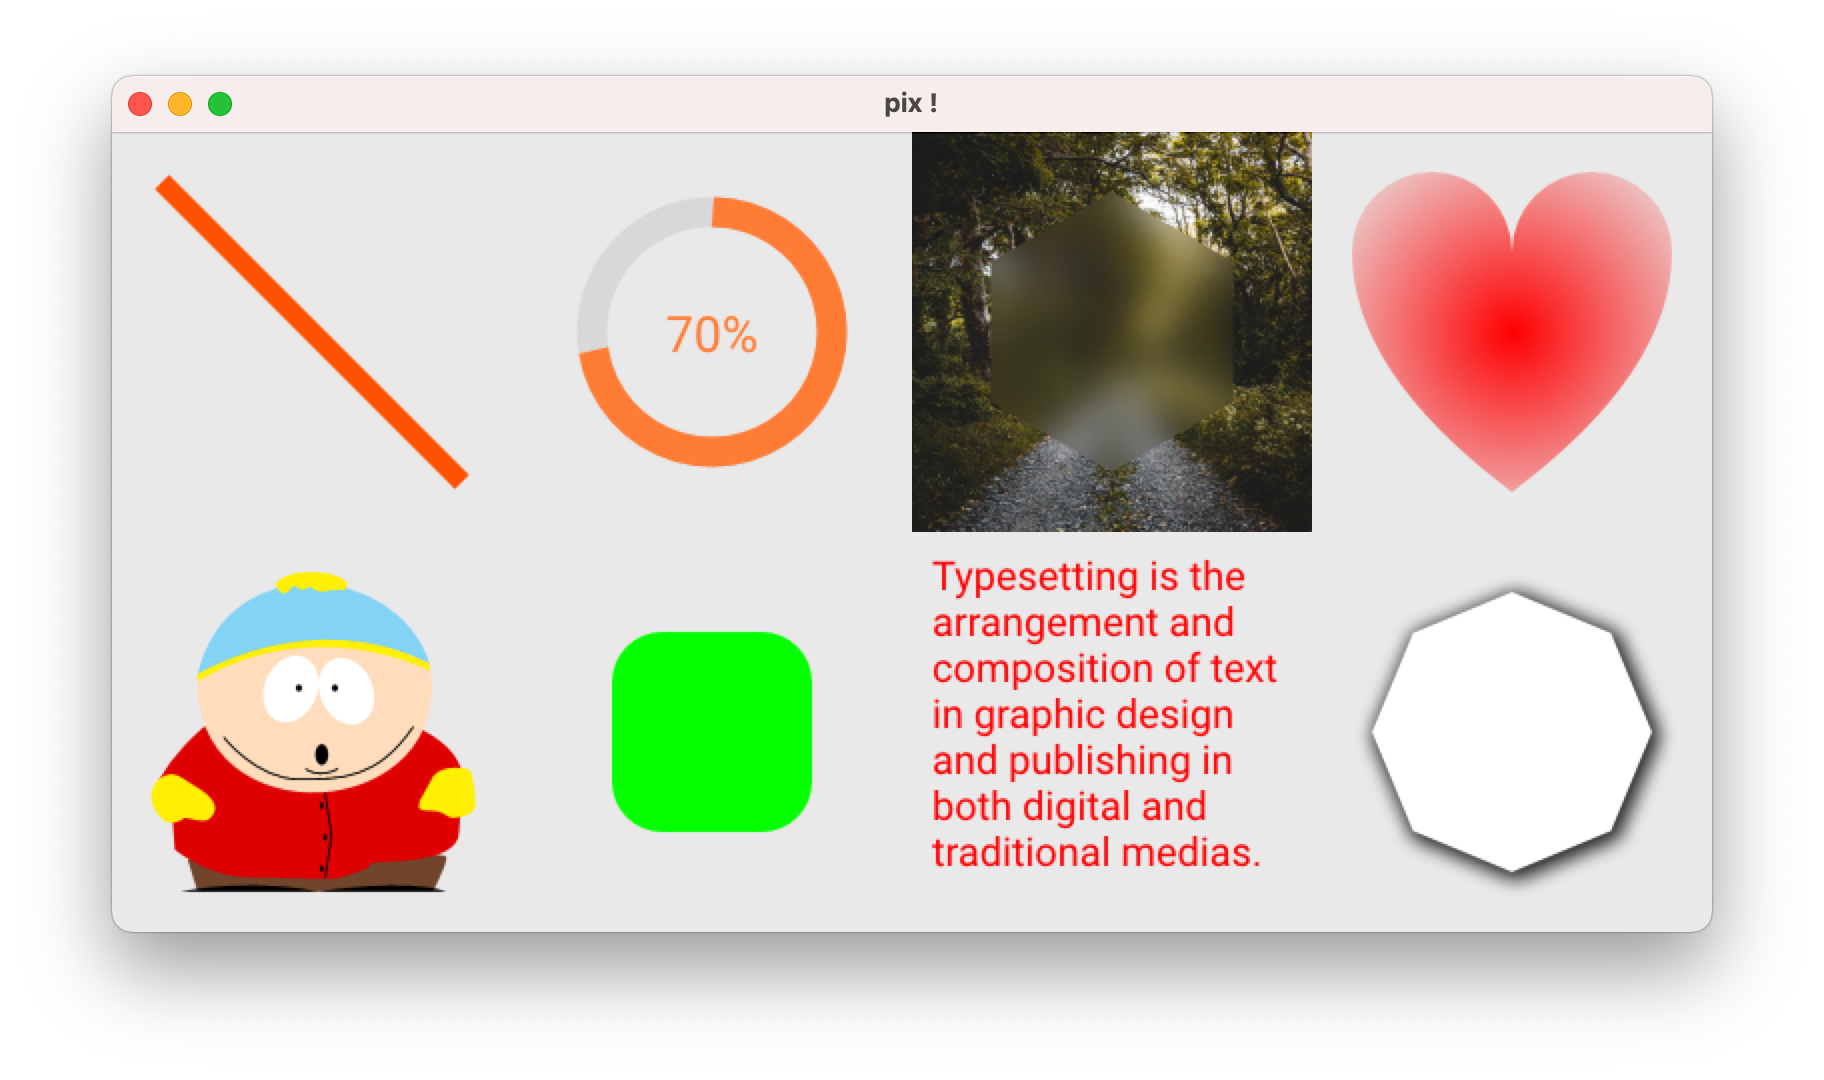 pix !
70%
Typesetting is the
arrangement and
composition of text
in graphic design
and publishing in
both digital and
traditional medias.